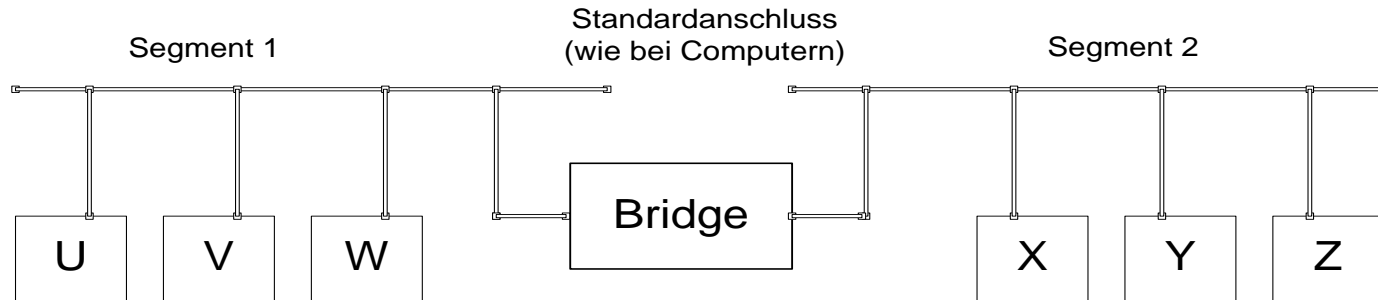 Segment 1
Standardanschluss
(wie bei Computern)
Segment 2
Bridge
U
V
W
X
Y
Z